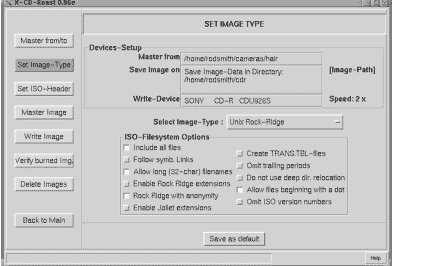 X-CD-Roast 0.96e
SET IMAGE TYPE
Master from/to
Set Image-Type
Set ISO-Header
Master Image
Write Image
Verify burned Img.
Delete Images
Back to Main
Devices-Setup
Master from /home/rodsmith/cameras/hair
Save Image on Save Image-Data in Directory: [Image-Path]
/home/rodsmith/cdr
Write-Device SONY CD-R CDU926S Speed: 2 x
Select Image-Type : Unix Rock-Ridge
ISO-Filesystem Options
Include all files
Follow symb. Links
Allow long (32-char) filenames
Enable Rock Ridge extensions
Rock Ridge with anonymity
Enable Joliet extensions
Create TRANS.TBL-files
Omit trailing periods
Do not use deep dir. relocation
Allow files beginning with a dot
Omit ISO version numbers
Save as default
Help